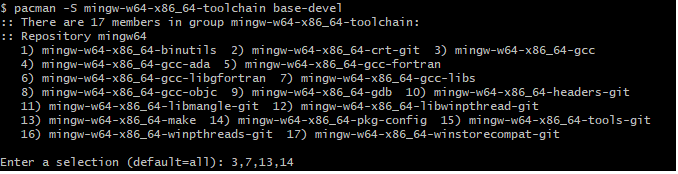 $ pacman -S mingw-w64-x86_64-toolchain base-devel
:: There are 17 members in group mingw-w64-x86_64-toolchain:
:: Repository mingw64
1) mingw-w64-x86_64-binutils 2) mingw-w64-x86_64-crt-git 3) mingw-w64-x86_64-gcc
4) mingw-w64-x86_64-gcc-ada 5) mingw-w64-x86_64-gcc-fortran
6) mingw-w64-x86_64-gcc-libgfortran 7) mingw-w64-x86_64-gcc-libs
8) mingw-w64-x86_64-gcc-objc 9) mingw-w64-x86_64-gdb 10) mingw-w64-x86_64-headers-git
11) mingw-w64-x86_64-libmangle-git 12) mingw-w64-x86_64-libwinpthread-git
13) mingw-w64-x86_64-make 14) mingw-w64-x86_64-pkg-config 15) mingw-w64-x86_64-tools-git
16) mingw-w64-x86_64-winpthreads-git 17) mingw-w64-x86_64-winstorecompat-git
Enter a selection (default=all): 3,7,13,14